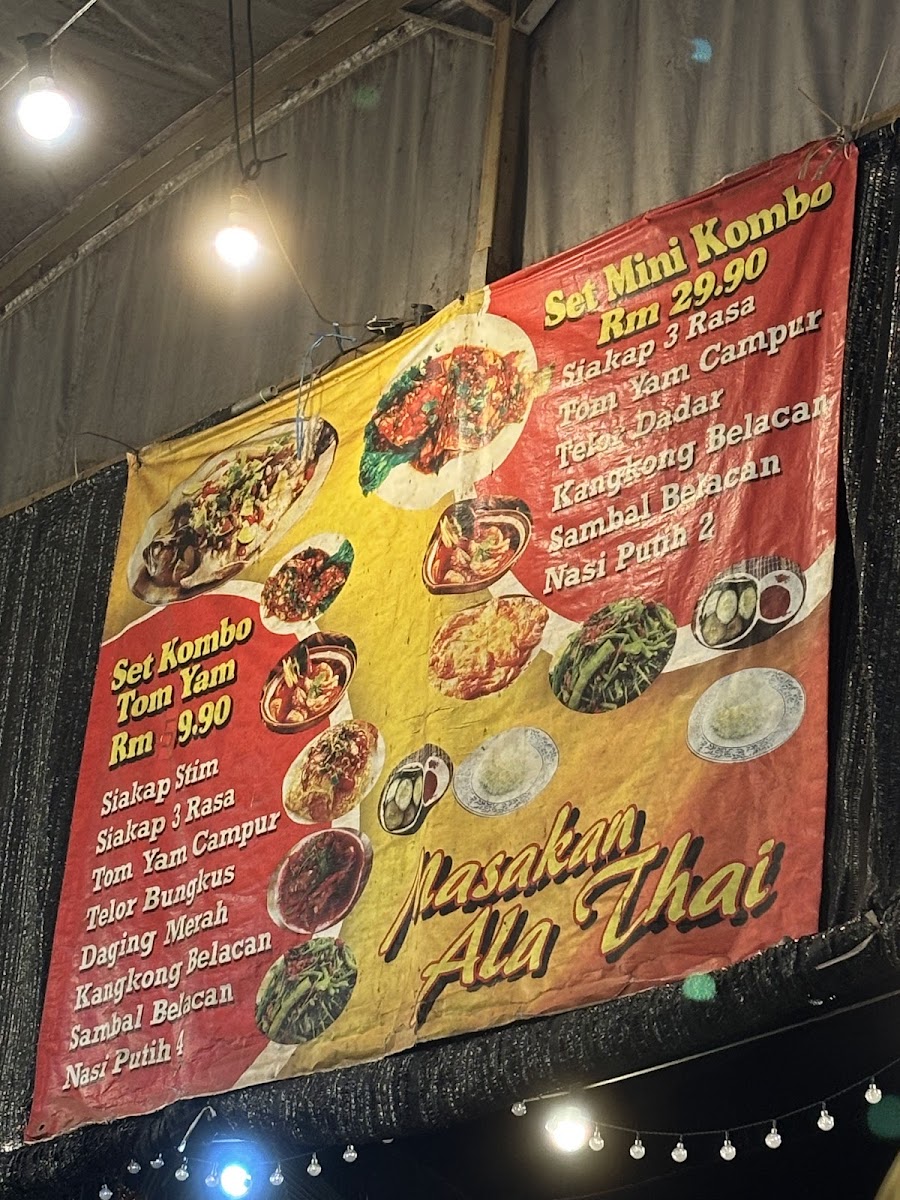 Set Mini Kombo
Rm 29.90
Siakap 3 Rasa
Tom Yam Campur
Telor Dadar
Kangkong Belacan
Sambal Belacan
Nasi Putih 2
Set Kombo
Tom Yam
Rm 9.90
Siakap Stim
Siakap 3 Rasa
Tom Yam Campur
Telor Bungkus
Daging Merah
Kangkong Belacan
Sambal Belacan
Nasi Putih 4
Masakan
Ala Thai